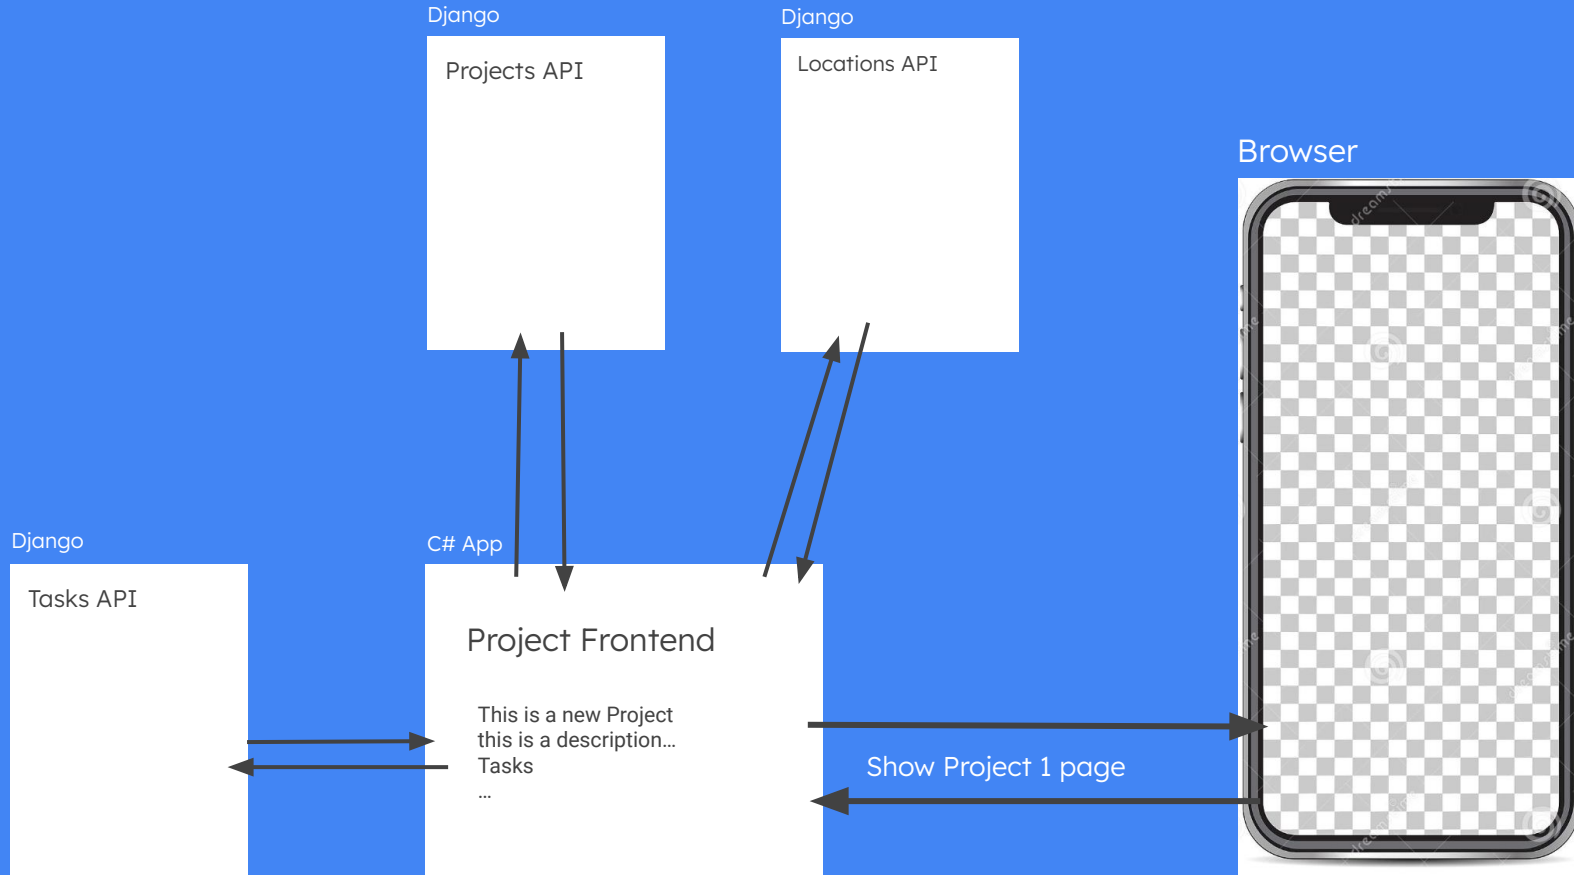 Django
Projects API
Django
Locations API
Browser
Django
Tasks API
C# App
Project Frontend
This is a new Project
this is a description...
Tasks
...
Show Project 1 page
dreamstime